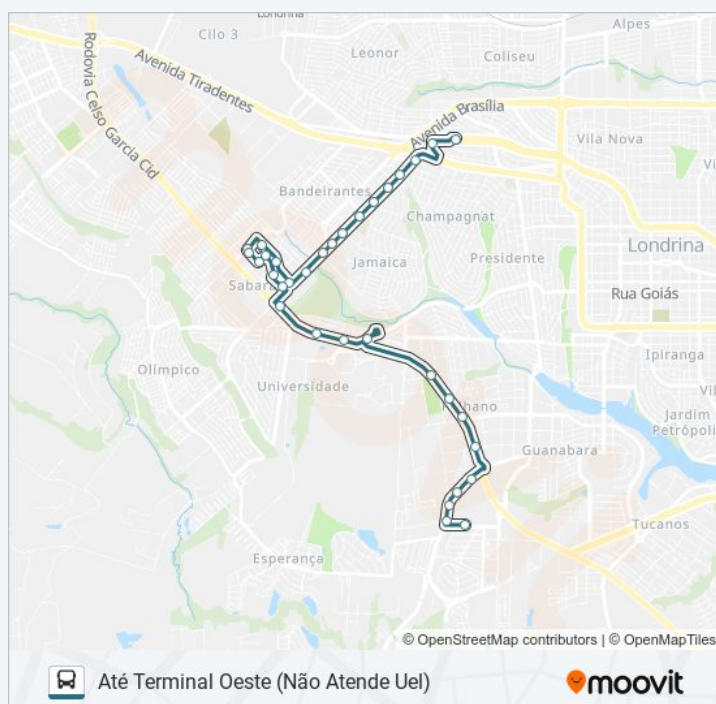 Londrina
Alpes
Cilo 3
Leonor
Coliseu
Rodovia Celso Garcia Cid
Avenida Tiradentes
Avenida Brasília
Vila Nova
Bandeirantes
Champagnat
Londrina
Presidente
Jamaica
Sabará
Rua Goiás
Ipiranga
Olímpico
Universidade
Jardim
Petrópoli
Guanabara
Tucanos
Esperança
© OpenStreetMap contributors | © OpenMapTiles
Até Terminal Oeste (Não Atende Uel)
moovit